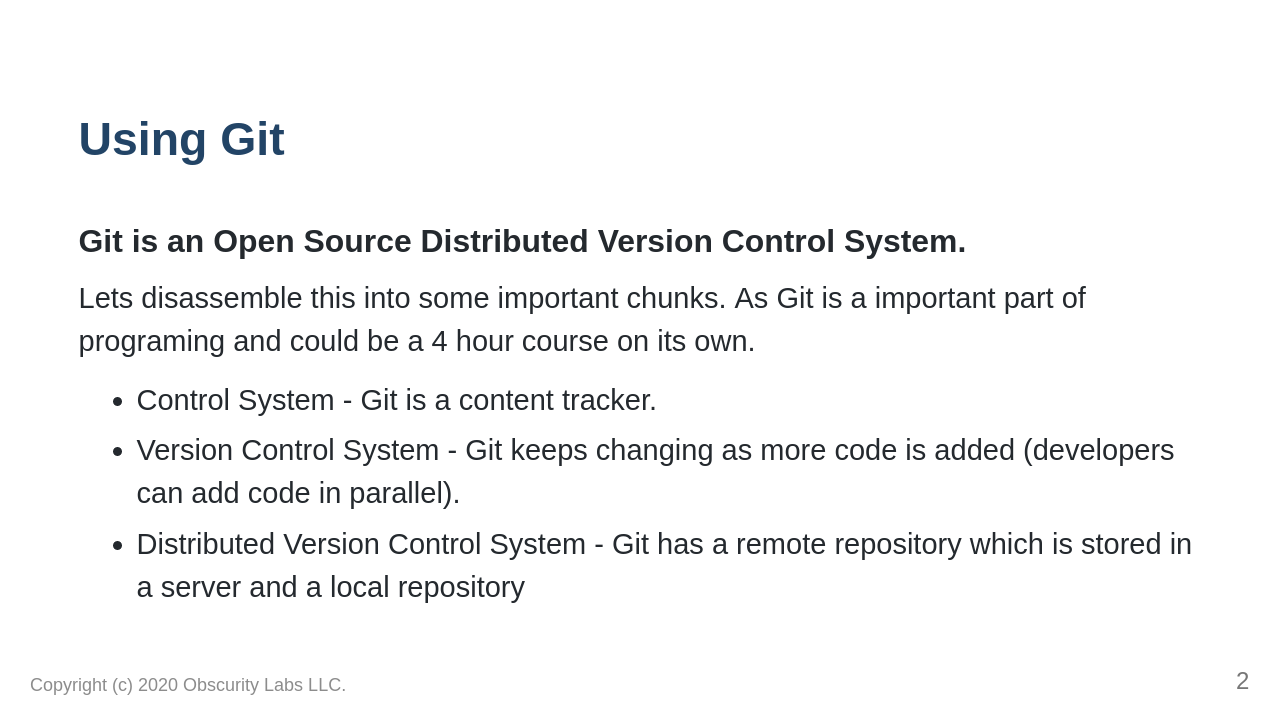 Using Git
Git is an Open Source Distributed Version Control System.
Lets disassemble this into some important chunks. As Git is a important part of
programing and could be a 4 hour course on its own.
• Control System - Git is a content tracker.
• Version Control System - Git keeps changing as more code is added (developers
can add code in parallel).
• Distributed Version Control System - Git has a remote repository which is stored in
a server and a local repository
Copyright (c) 2020 Obscurity Labs LLC.
2